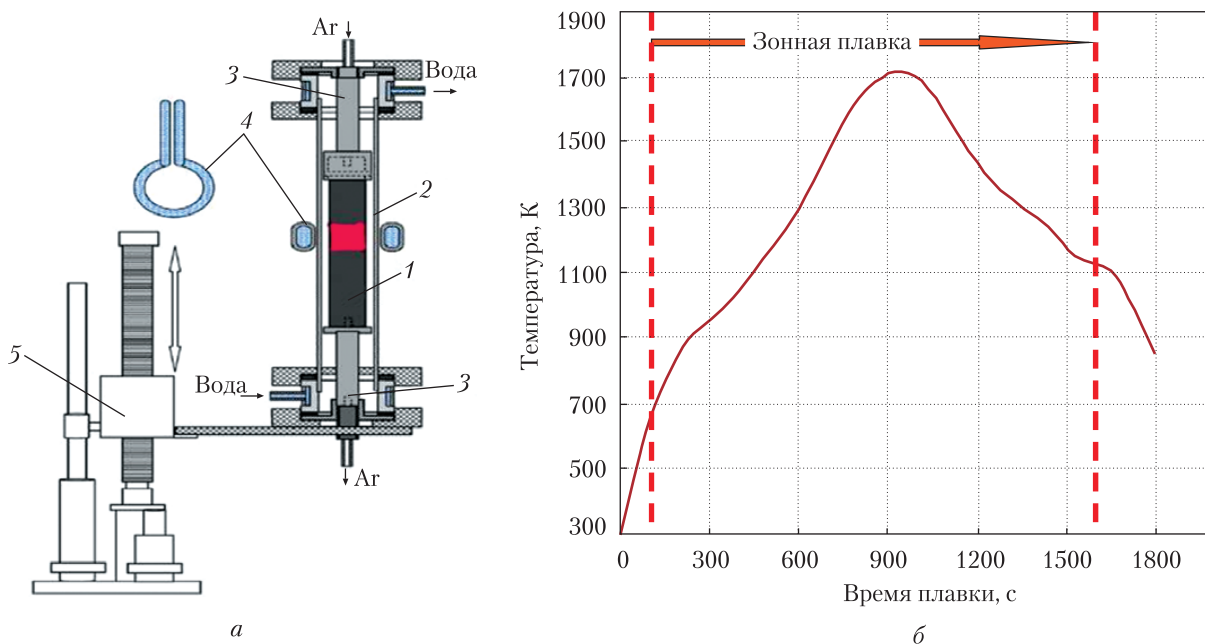 Ar
3
Вода
4
2
1
5
Вода
3
Ar
а
1900
Зонная плавка
1700
1500
1300
1100
900
700
500
300
Температура, К
0 300 600 900 1200 1500 1800
Время плавки, с
б